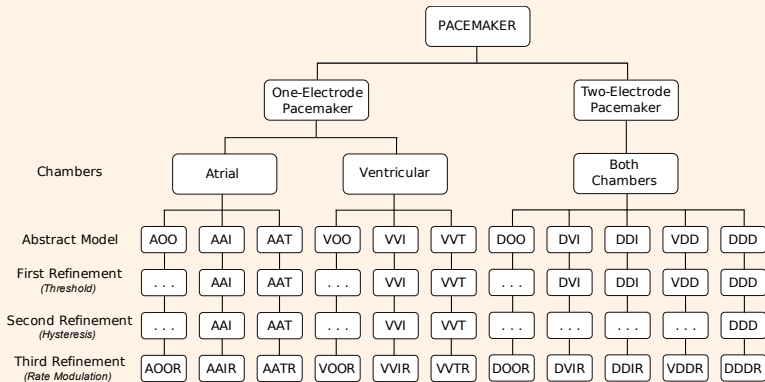 PACEMAKER
One-Electrode
Pacemaker
Two-Electrode
Pacemaker
Chambers
Atrial
Ventricular
Both
Chambers
Abstract Model AOO AAI AAT VOO VVI VVT DOO DVI DDI VDD DDD
First Refinement
(Threshold)
. . . AAI AAT . . . VVI VVT . . . DVI DDI VDD DDD
Second Refinement
(Hysteresis)
. . . AAI AAT . . . VVI VVT . . . . . . . . . . . . DDD
Third Refinement
(Rate Modulation)
AOOR AAIR AATR VOOR VVIR VVTR DOOR DVIR DDIR VDDR DDDR